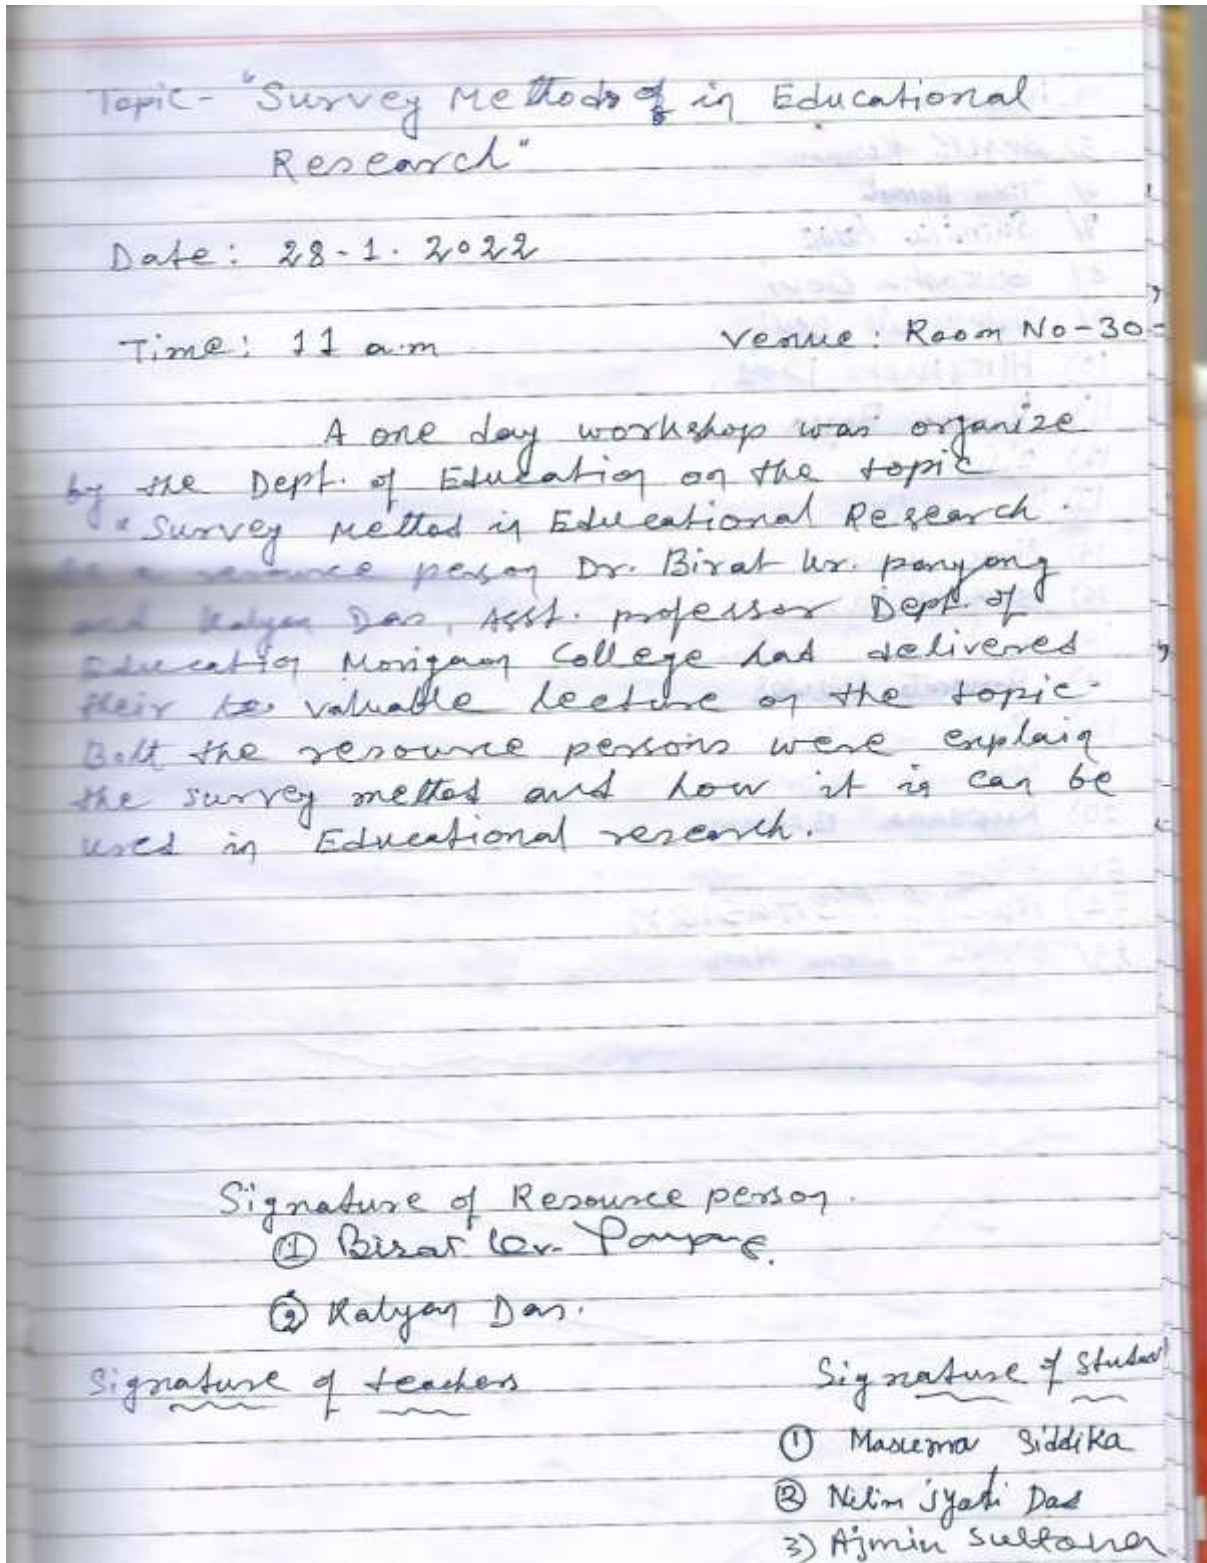 Topic- "Survey Methods of in Educational
Research"
Date: 28-1-2022
Time: 11 a.m
Venue: Room No-30-
A one day workshop was organize
by the Dept. of Education on the topic
"Survey Method in Educational Research.
as a resource person Dr. Birat kr. panyang
and Kalyan Das, Asst. professor Dept. of
Education Morigaon College had delivered
their valuable lecture on the topic-
Both the resource persons were explain
the survey method and how it is can be
used in Educational research.
Signature of Resource person.
① Birat kr. Panyang.
② Kalyan Das.
Signature of teachers
Signature of Student
① Masuma Siddika
② Nilim jyoti Das
3) Ajmin Sultana